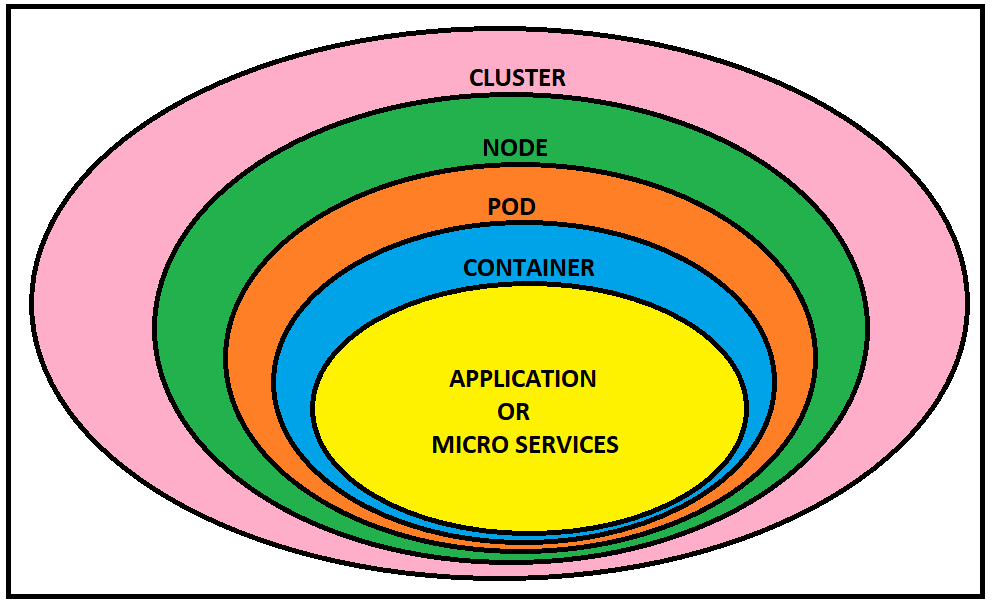 CLUSTER
NODE
POD
CONTAINER
APPLICATION
OR
MICRO SERVICES